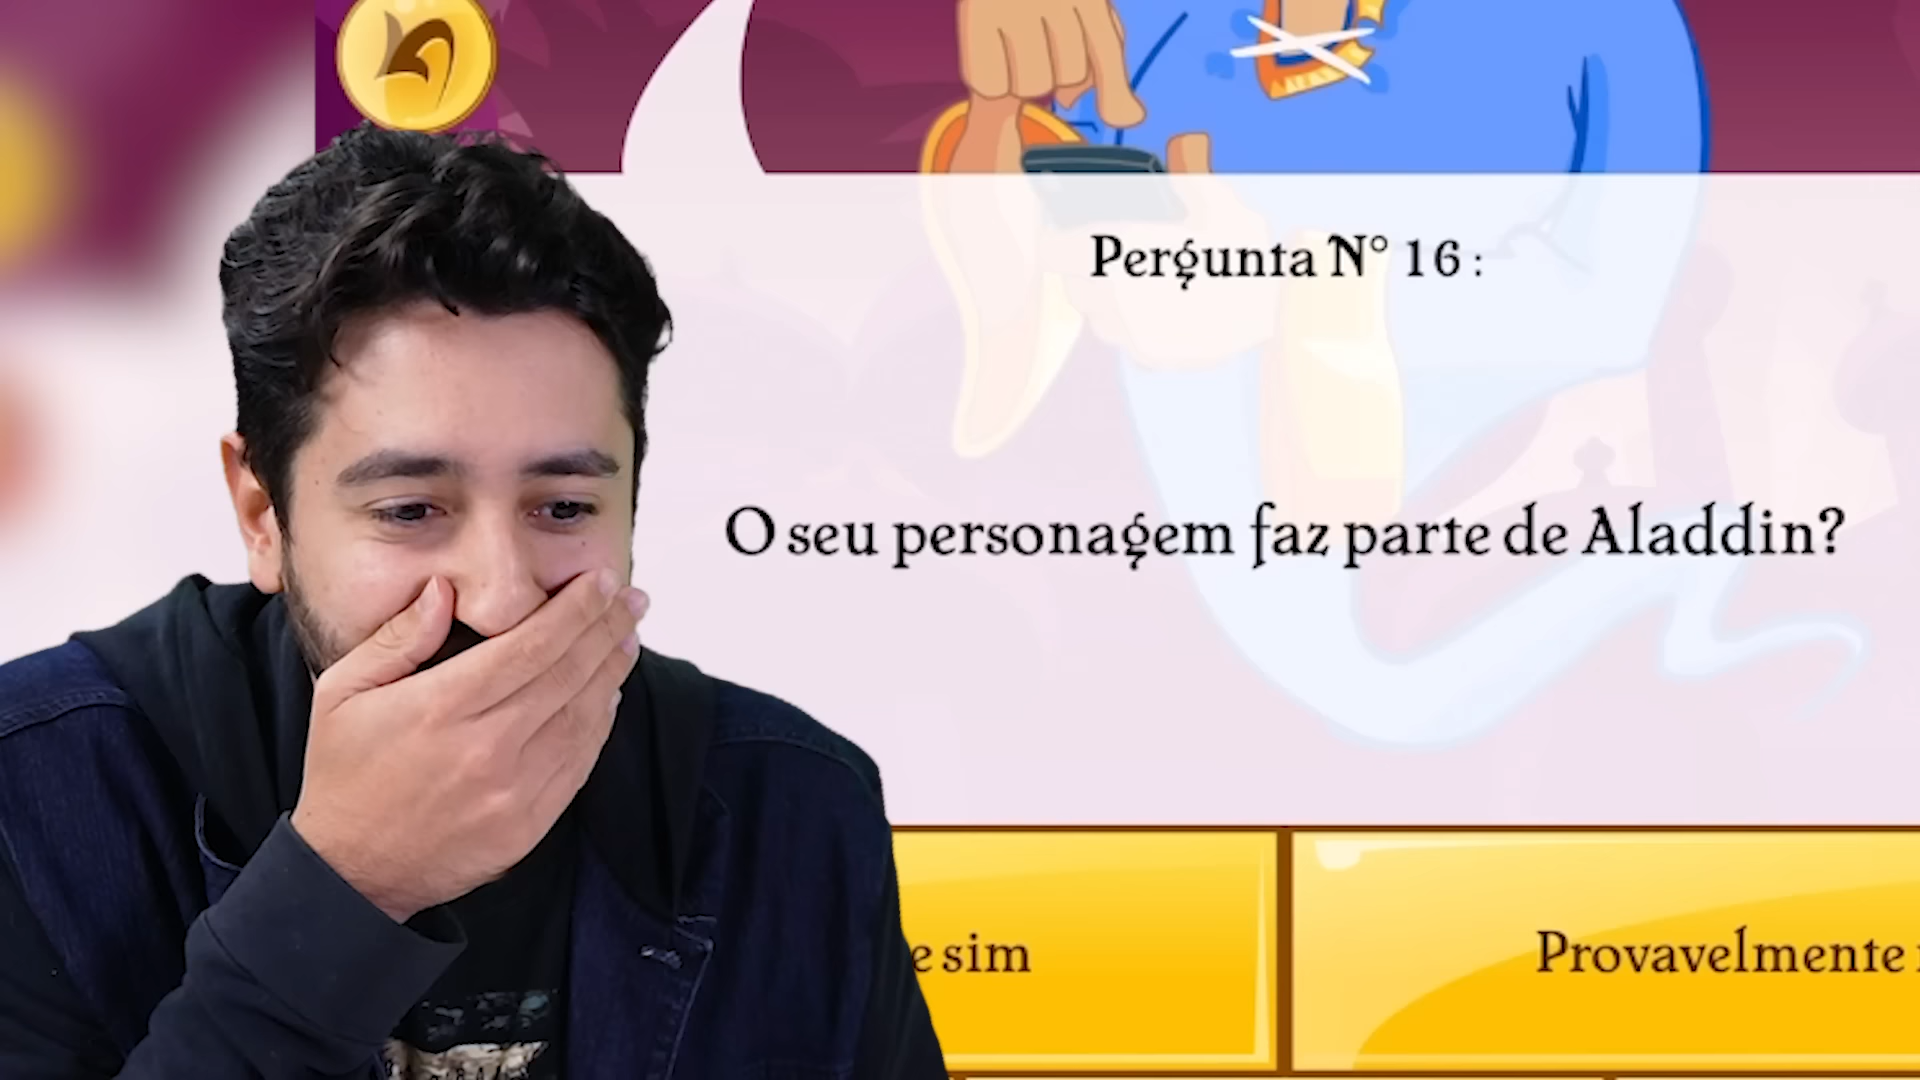 Pergunta N° 16 :
O seu personagem faz parte de Aladdin?
e sim
Provavelmente